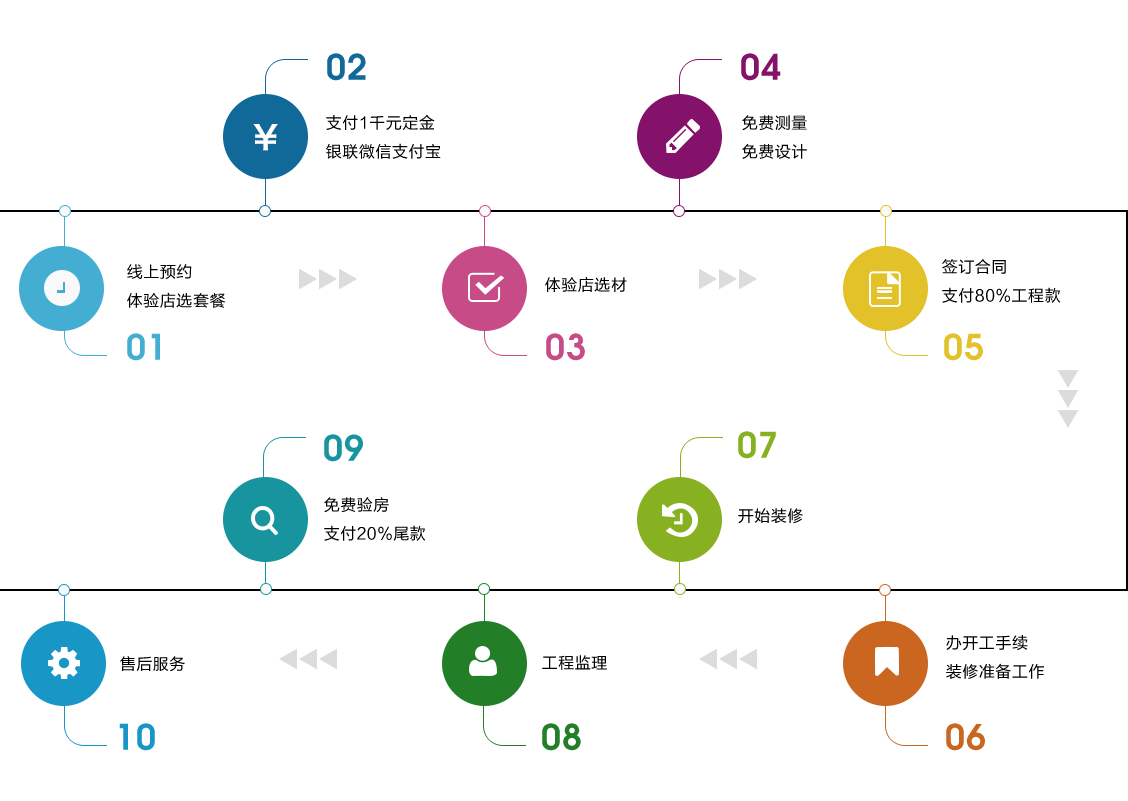 01
线上预约
体验店选套餐
02
支付1千元定金
银联微信支付宝
¥
03
体验店选材
04
免费测量
免费设计
05
签订合同
支付80%工程款
06
办开工手续
装修准备工作
07
开始装修
08
工程监理
09
免费验房
支付20%尾款
10
售后服务